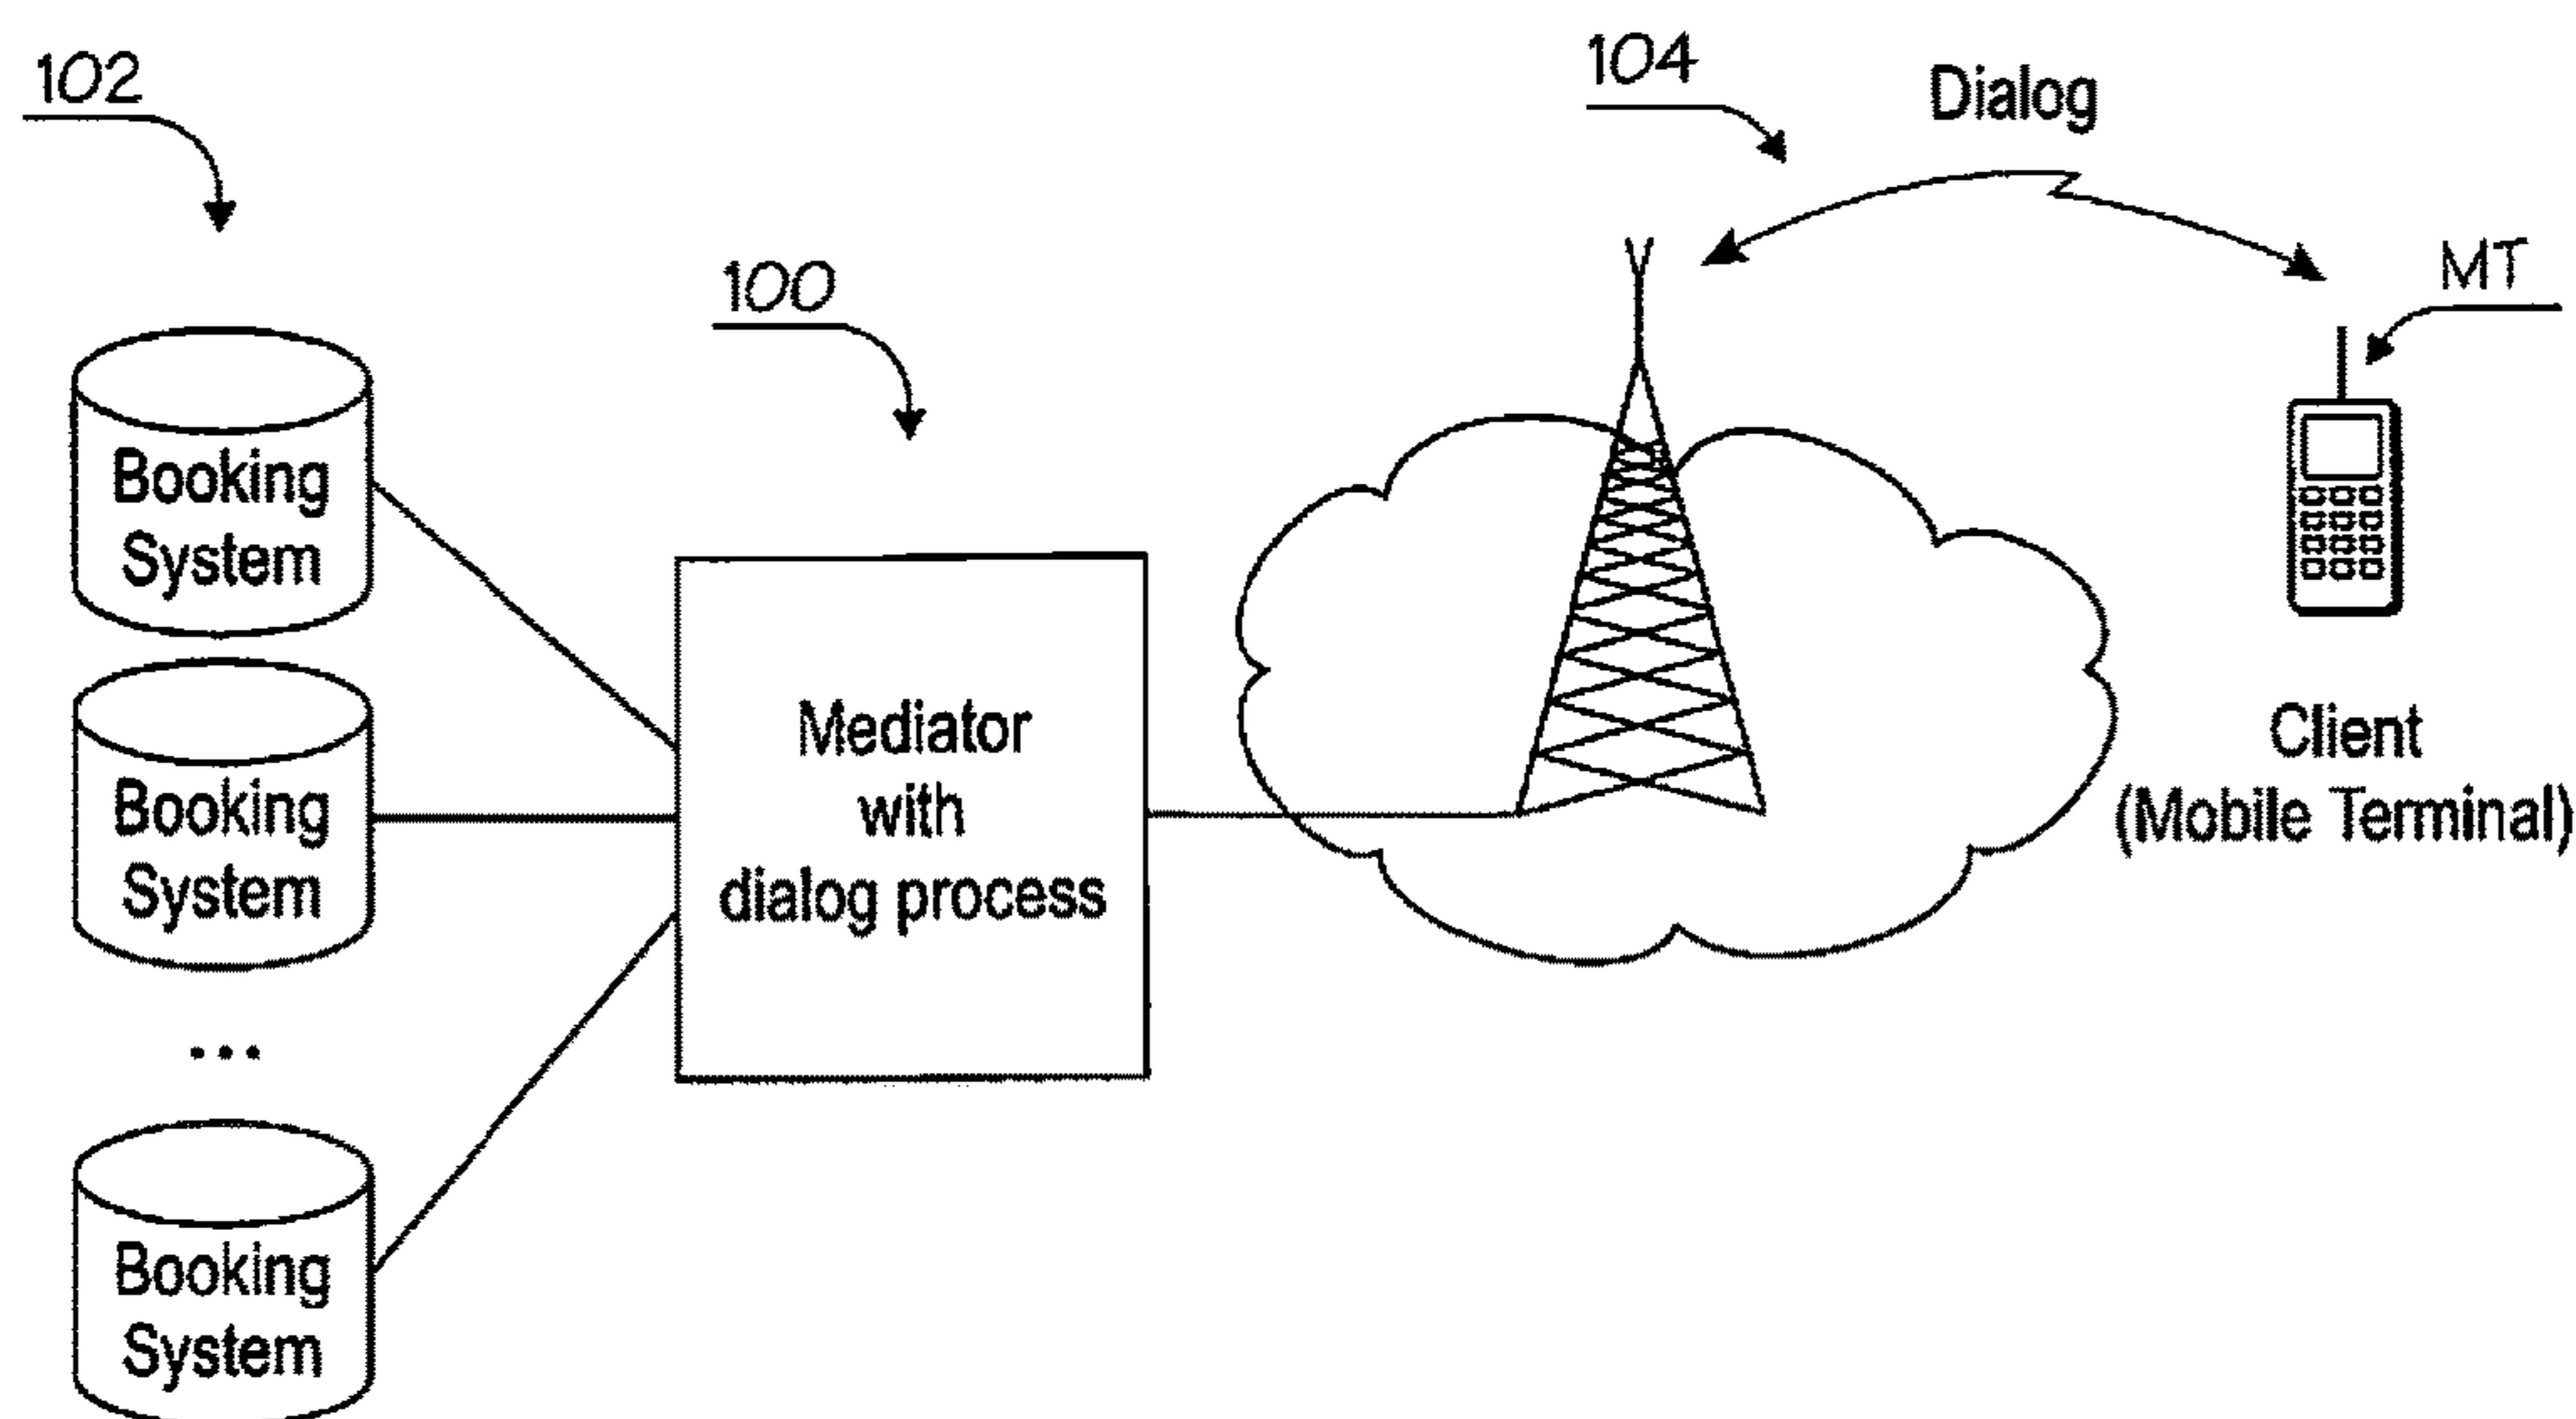 102
104
Dialog
100
MT
Booking
System
Booking
System
...
Booking
System
Mediator
with
dialog process
Client
(Mobile Terminal)